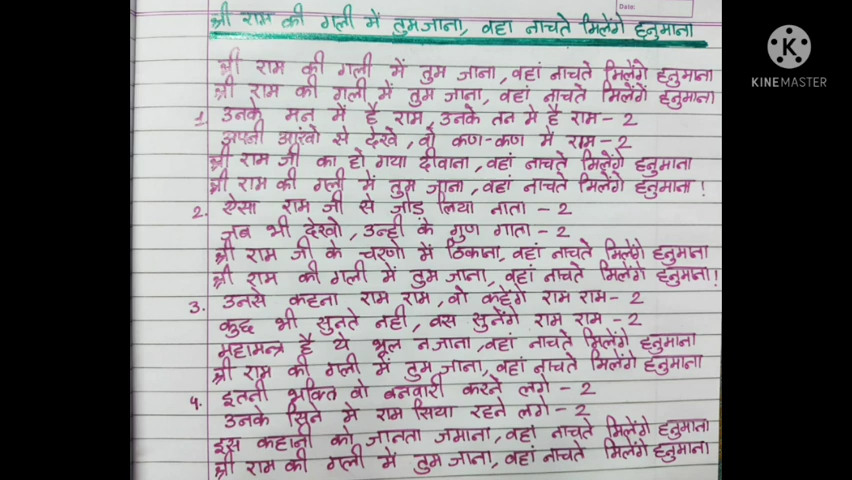 Date:
श्री राम की गली में तुम जाना, वहा नाचते मिलेंगे हनुमाना
KINEMASTER
श्री राम की गली में तुम जाना, वहां नाचते मिलेंगे हनुमाना
श्री राम की गली में तुम जाना, वहां नाचते मिलेंगें हनुमाना
1. उनके मन में है राम, उनके तन मे है राम - 2
अपनी आंखो से देखे, वो कण-कण में राम - 2
श्री राम जी का हो गया दीवाना, वहां नाचते मिलेंगे हनुमाना
श्री राम की गली में तुम जाना, वहां नाचते मिलेंगे हनुमाना !
2. ऐसा राम जी से जोड़ लिया नाता - 2
जब भी देखो, उन्ही के गुण गाता - 2
श्री राम जी के चरणो में ठिकाना, वहां नाचते मिलेंगे हनुमाना
श्री राम की गली में तुम जाना, वहां नाचते मिलेंगे हनुमाना!
3. उनसे कहना राम राम, वो कहेंगे राम राम - 2
कुछ भी सुनते नही, वस सुनेंगे राम राम - 2
महामन्त्र है ये भूल नजाना, वहां नाचते मिलेंगे हनुमाना
श्री राम की गली में तुम जाना, वहां नाचते मिलेंगे हनुमाना
4. इतनी भक्ति वो बनवारी करने लगे - 2
उनके सिने मे राम सिया रहने लगे - 2
इस कहानी को जानता जमाना, वहां नाचते मिलेंगे हनुमाता
श्री राम की गली में तुम जाना, वहां नाचते मिलेंगे हनुमाना